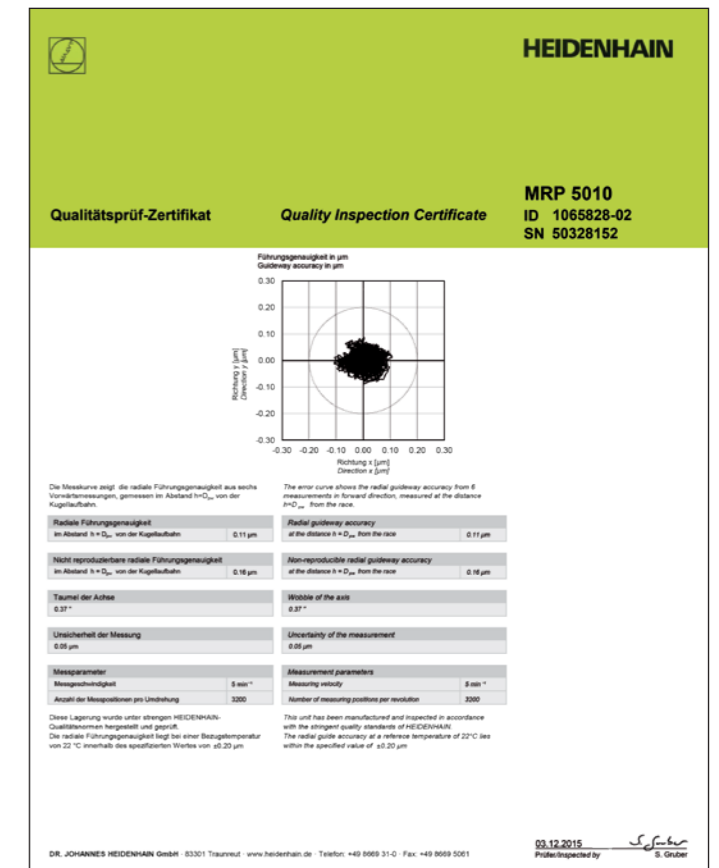 HEIDENHAIN
MRP 5010
Qualitätsprüf-Zertifikat
Quality Inspection Certificate
ID 1065828-02
SN 50328152
Führungsgenauigkeit in µm
Guideway accuracy in µm
0.30
0.20
0.10
0.00
-0.10
-0.20
-0.30
Richtung y [µm]
Direction y [µm]
-0.30 -0.20 -0.10 0.00 0.10 0.20 0.30
Richtung x [µm]
Direction x [µm]
Die Messkurve zeigt die radiale Führungsgenauigkeit aus sechs
Vorwärtsmessungen, gemessen im Abstand h=Dpw von der
Kugellaufbahn.
The error curve shows the radial guideway accuracy from 6
measurements in forward direction, measured at the distance
h=Dpw from the race.
Radiale Führungsgenauigkeit
im Abstand h = Dpw von der Kugellaufbahn 0.11 µm
Radial guideway accuracy
at the distance h = Dpw from the race 0.11 µm
Nicht reproduzierbare radiale Führungsgenauigkeit
im Abstand h = Dpw von der Kugellaufbahn 0.16 µm
Non-reproducible radial guideway accuracy
at the distance h = Dpw from the race 0.16 µm
Taumel der Achse
0.37 "
Wobble of the axis
0.37 "
Unsicherheit der Messung
0.05 µm
Uncertainty of the measurement
0.05 µm
Messparameter
Messgeschwindigkeit 5 min⁻¹
Anzahl der Messpositionen pro Umdrehung 3200
Measurement parameters
Measuring velocity 5 min⁻¹
Number of measuring positions per revolution 3200
Diese Lagerung wurde unter strengen HEIDENHAIN-
Qualitätsnormen hergestellt und geprüft.
Die radiale Führungsgenauigkeit liegt bei einer Bezugstemperatur
von 22 °C innerhalb des spezifizierten Wertes von ±0.20 µm
This unit has been manufactured and inspected in accordance
with the stringent quality standards of HEIDENHAIN.
The radial guide accuracy at a referece temperature of 22°C lies
within the specified value of ±0.20 µm
03.12.2015
S. Gruber
Prüfer/Inspected by S. Gruber
DR. JOHANNES HEIDENHAIN GmbH · 83301 Traunreut · www.heidenhain.de · Telefon: +49 8669 31-0 · Fax: +49 8669 5061